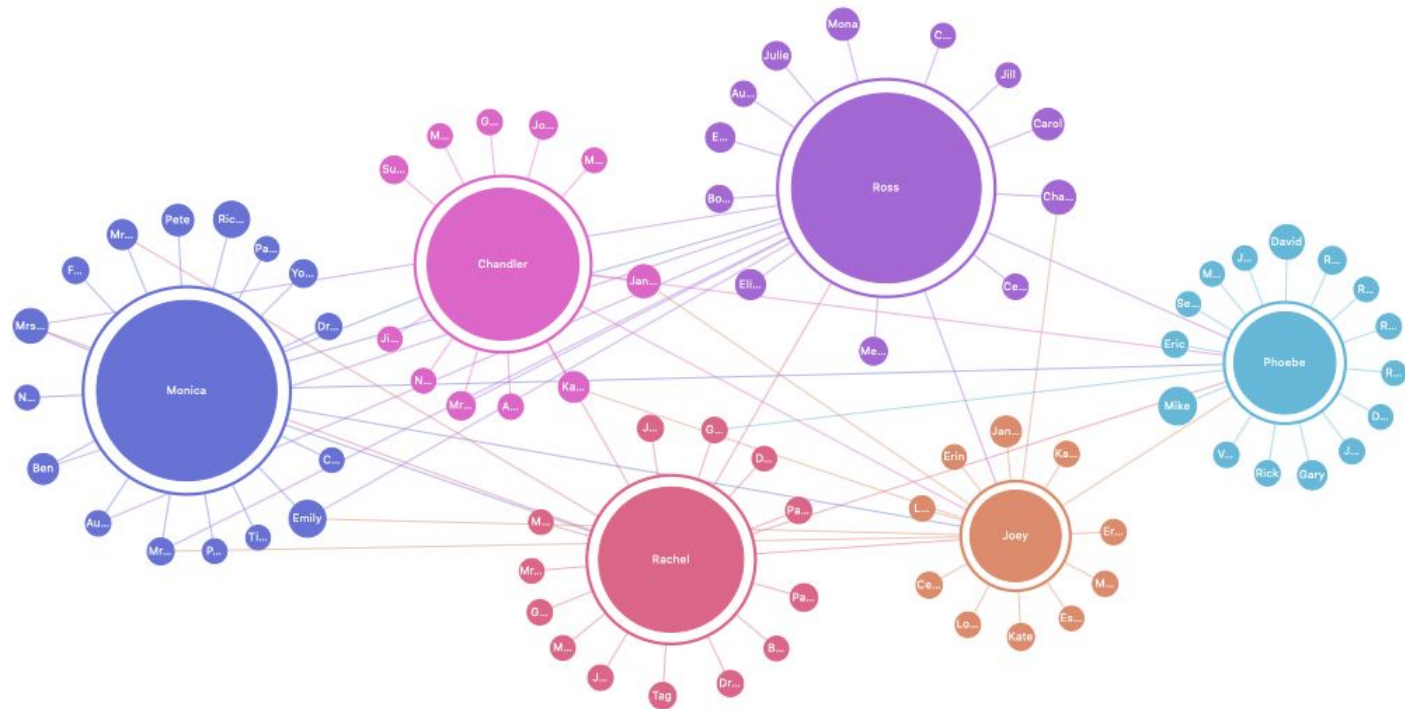 Mona
C...
Julie
Jill
Au...
Carol
E...
Ross
Bo...
Cha...
Eli...
Ce...
Me...
G...
Jo...
M...
M...
Su...
Chandler
Jan...
Ji...
N...
Mr...
A...
Ka...
Pete
Ric...
Mr...
Pa...
F...
Yo...
Mrs...
Dr...
Monica
N...
Ben
C...
Au...
Emily
Mr...
P...
Ti...
David
J...
R...
M...
R...
Se...
R...
Eric
Phoebe
R...
Mike
D...
V...
J...
Rick
Gary
J...
G...
D...
M...
Pa...
Rachel
Mr...
Pa...
G...
M...
B...
J...
Tag
Dr...
Jan...
Erin
Ka...
L...
Joey
Er...
Ce...
M...
Lo...
Es...
Kate